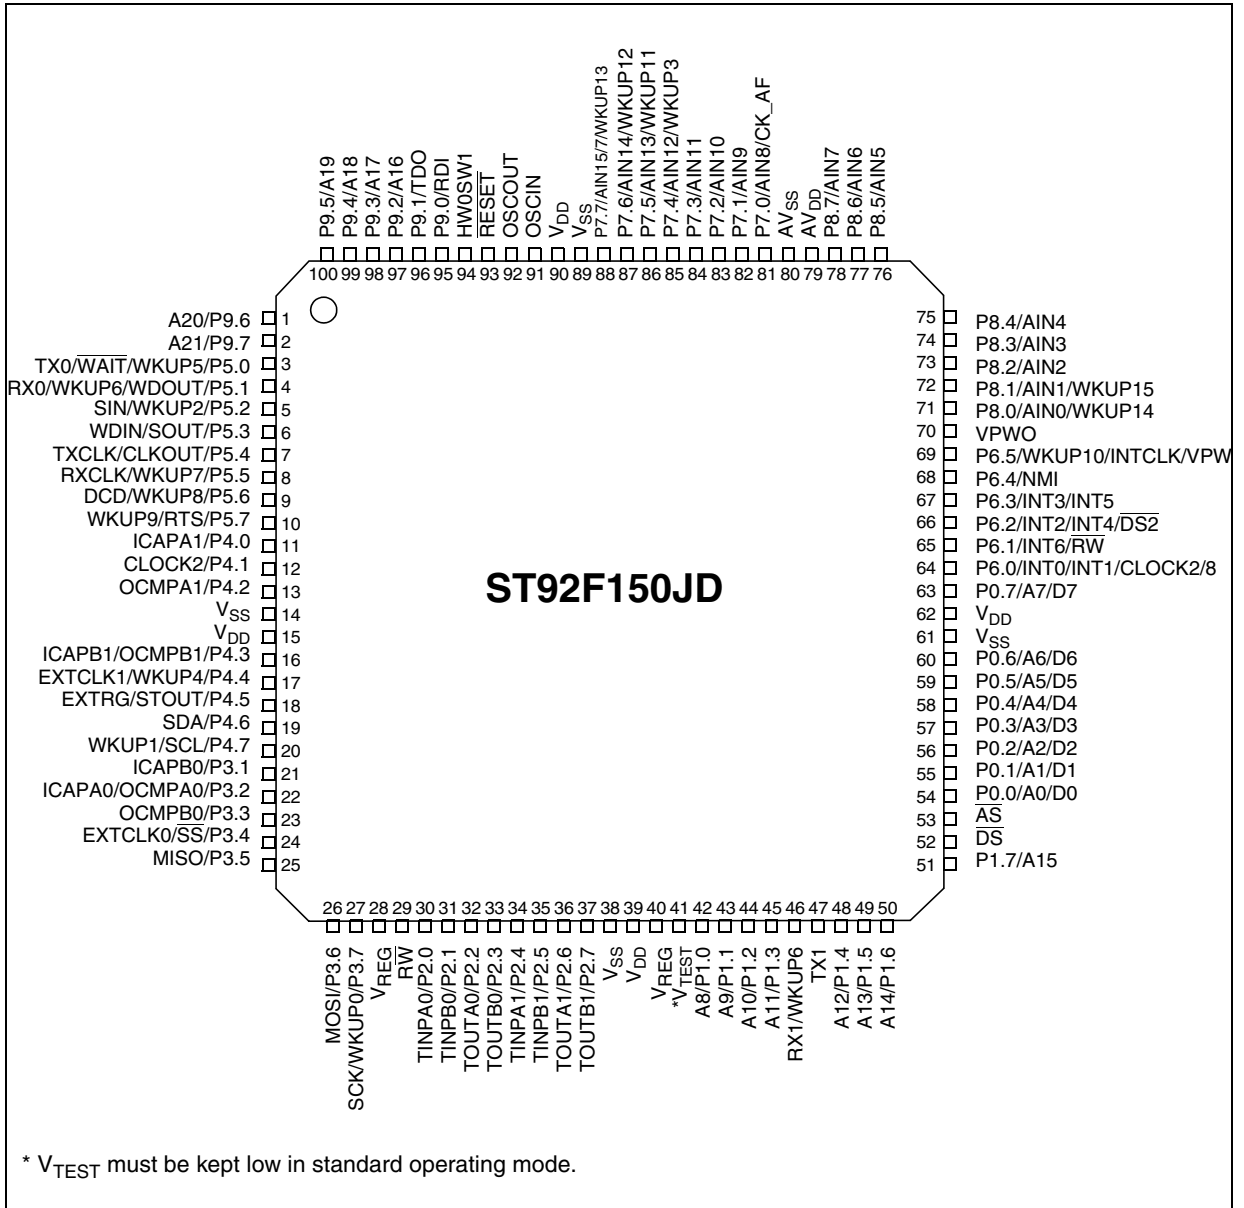 P9.5/A19
P9.4/A18
P9.3/A17
P9.2/A16
P9.1/TDO
P9.0/RDI
HW0SW1
RESET
OSCOUT
OSCIN
VDD
VSS
P7.7/AIN15/7/WKUP13
P7.6/AIN14/WKUP12
P7.5/AIN13/WKUP11
P7.4/AIN12/WKUP3
P7.3/AIN11
P7.2/AIN10
P7.1/AIN9
P7.0/AIN8/CK_AF
AVSS
AVDD
P8.7/AIN7
P8.6/AIN6
P8.5/AIN5
100 99 98 97 96 95 94 93 92 91 90 89 88 87 86 85 84 83 82 81 80 79 78 77 76
A20/P9.6 1
A21/P9.7 2
TX0/WAIT/WKUP5/P5.0 3
RX0/WKUP6/WDOUT/P5.1 4
SIN/WKUP2/P5.2 5
WDIN/SOUT/P5.3 6
TXCLK/CLKOUT/P5.4 7
RXCLK/WKUP7/P5.5 8
DCD/WKUP8/P5.6 9
WKUP9/RTS/P5.7 10
ICAPA1/P4.0 11
CLOCK2/P4.1 12
OCMPA1/P4.2 13
VSS 14
VDD 15
ICAPB1/OCMPB1/P4.3 16
EXTCLK1/WKUP4/P4.4 17
EXTRG/STOUT/P4.5 18
SDA/P4.6 19
WKUP1/SCL/P4.7 20
ICAPB0/P3.1 21
ICAPA0/OCMPA0/P3.2 22
OCMPB0/P3.3 23
EXTCLK0/SS/P3.4 24
MISO/P3.5 25
ST92F150JD
75 P8.4/AIN4
74 P8.3/AIN3
73 P8.2/AIN2
72 P8.1/AIN1/WKUP15
71 P8.0/AIN0/WKUP14
70 VPWO
69 P6.5/WKUP10/INTCLK/VPW
68 P6.4/NMI
67 P6.3/INT3/INT5
66 P6.2/INT2/INT4/DS2
65 P6.1/INT6/RW
64 P6.0/INT0/INT1/CLOCK2/8
63 P0.7/A7/D7
62 VDD
61 VSS
60 P0.6/A6/D6
59 P0.5/A5/D5
58 P0.4/A4/D4
57 P0.3/A3/D3
56 P0.2/A2/D2
55 P0.1/A1/D1
54 P0.0/A0/D0
53 AS
52 DS
51 P1.7/A15
26 27 28 29 30 31 32 33 34 35 36 37 38 39 40 41 42 43 44 45 46 47 48 49 50
MOSI/P3.6
SCK/WKUP0/P3.7
VREG
RW
TINPA0/P2.0
TINPB0/P2.1
TOUTA0/P2.2
TOUTB0/P2.3
TINPA1/P2.4
TINPB1/P2.5
TOUTA1/P2.6
TOUTB1/P2.7
VSS
VDD
VREG
*VTEST
A8/P1.0
A9/P1.1
A10/P1.2
A11/P1.3
RX1/WKUP6
TX1
A12/P1.4
A13/P1.5
A14/P1.6
* VTEST must be kept low in standard operating mode.